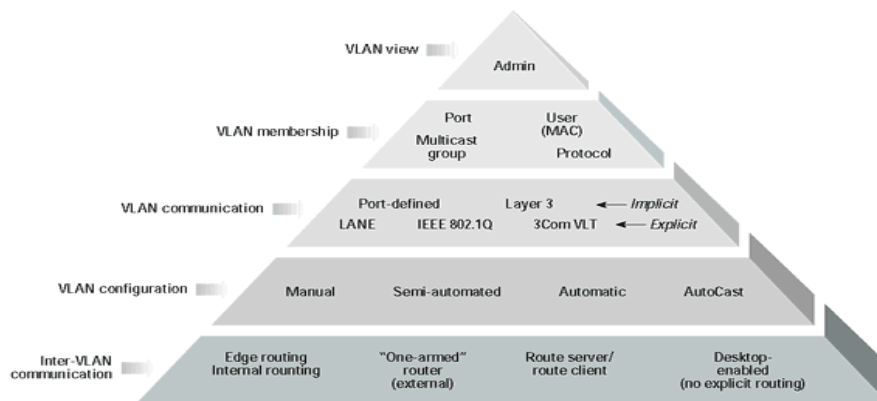 VLAN view
Admin
VLAN membership
Port
User
(MAC)
Multicast
group
Protocol
VLAN communication
Port-defined
Layer 3
Implicit
LANE
IEEE 802.1Q
3Com VLT
Explicit
VLAN configuration
Manual
Semi-automated
Automatic
AutoCast
Inter-VLAN
communication
Edge routing
Internal rounting
“One-armed”
router
(external)
Route server/
route client
Desktop-
enabled
(no explicit routing)